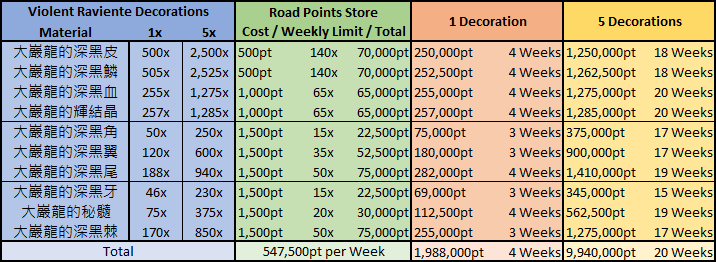 Violent Raviente Decorations Road Points Store 1 Decoration 5 Decorations
Material 1x 5x Cost / Weekly Limit / Total
大巖龍的深黑皮 500x 2,500x 500pt 140x 70,000pt 250,000pt 4 Weeks 1,250,000pt 18 Weeks
大巖龍的深黑鱗 505x 2,525x 500pt 140x 70,000pt 252,500pt 4 Weeks 1,262,500pt 18 Weeks
大巖龍的深黑血 255x 1,275x 1,000pt 65x 65,000pt 255,000pt 4 Weeks 1,275,000pt 20 Weeks
大巖龍的輝結晶 257x 1,285x 1,000pt 65x 65,000pt 257,000pt 4 Weeks 1,285,000pt 20 Weeks
大巖龍的深黑角 50x 250x 1,500pt 15x 22,500pt 75,000pt 3 Weeks 375,000pt 17 Weeks
大巖龍的深黑翼 120x 600x 1,500pt 35x 52,500pt 180,000pt 3 Weeks 900,000pt 17 Weeks
大巖龍的深黑尾 188x 940x 1,500pt 50x 75,000pt 282,000pt 4 Weeks 1,410,000pt 19 Weeks
大巖龍的深黑牙 46x 230x 1,500pt 15x 22,500pt 69,000pt 3 Weeks 345,000pt 15 Weeks
大巖龍的秘髓 75x 375x 1,500pt 20x 30,000pt 112,500pt 4 Weeks 562,500pt 19 Weeks
大巖龍的深黑棘 170x 850x 1,500pt 50x 75,000pt 255,000pt 3 Weeks 1,275,000pt 17 Weeks
Total 547,500pt per Week 1,988,000pt 4 Weeks 9,940,000pt 20 Weeks